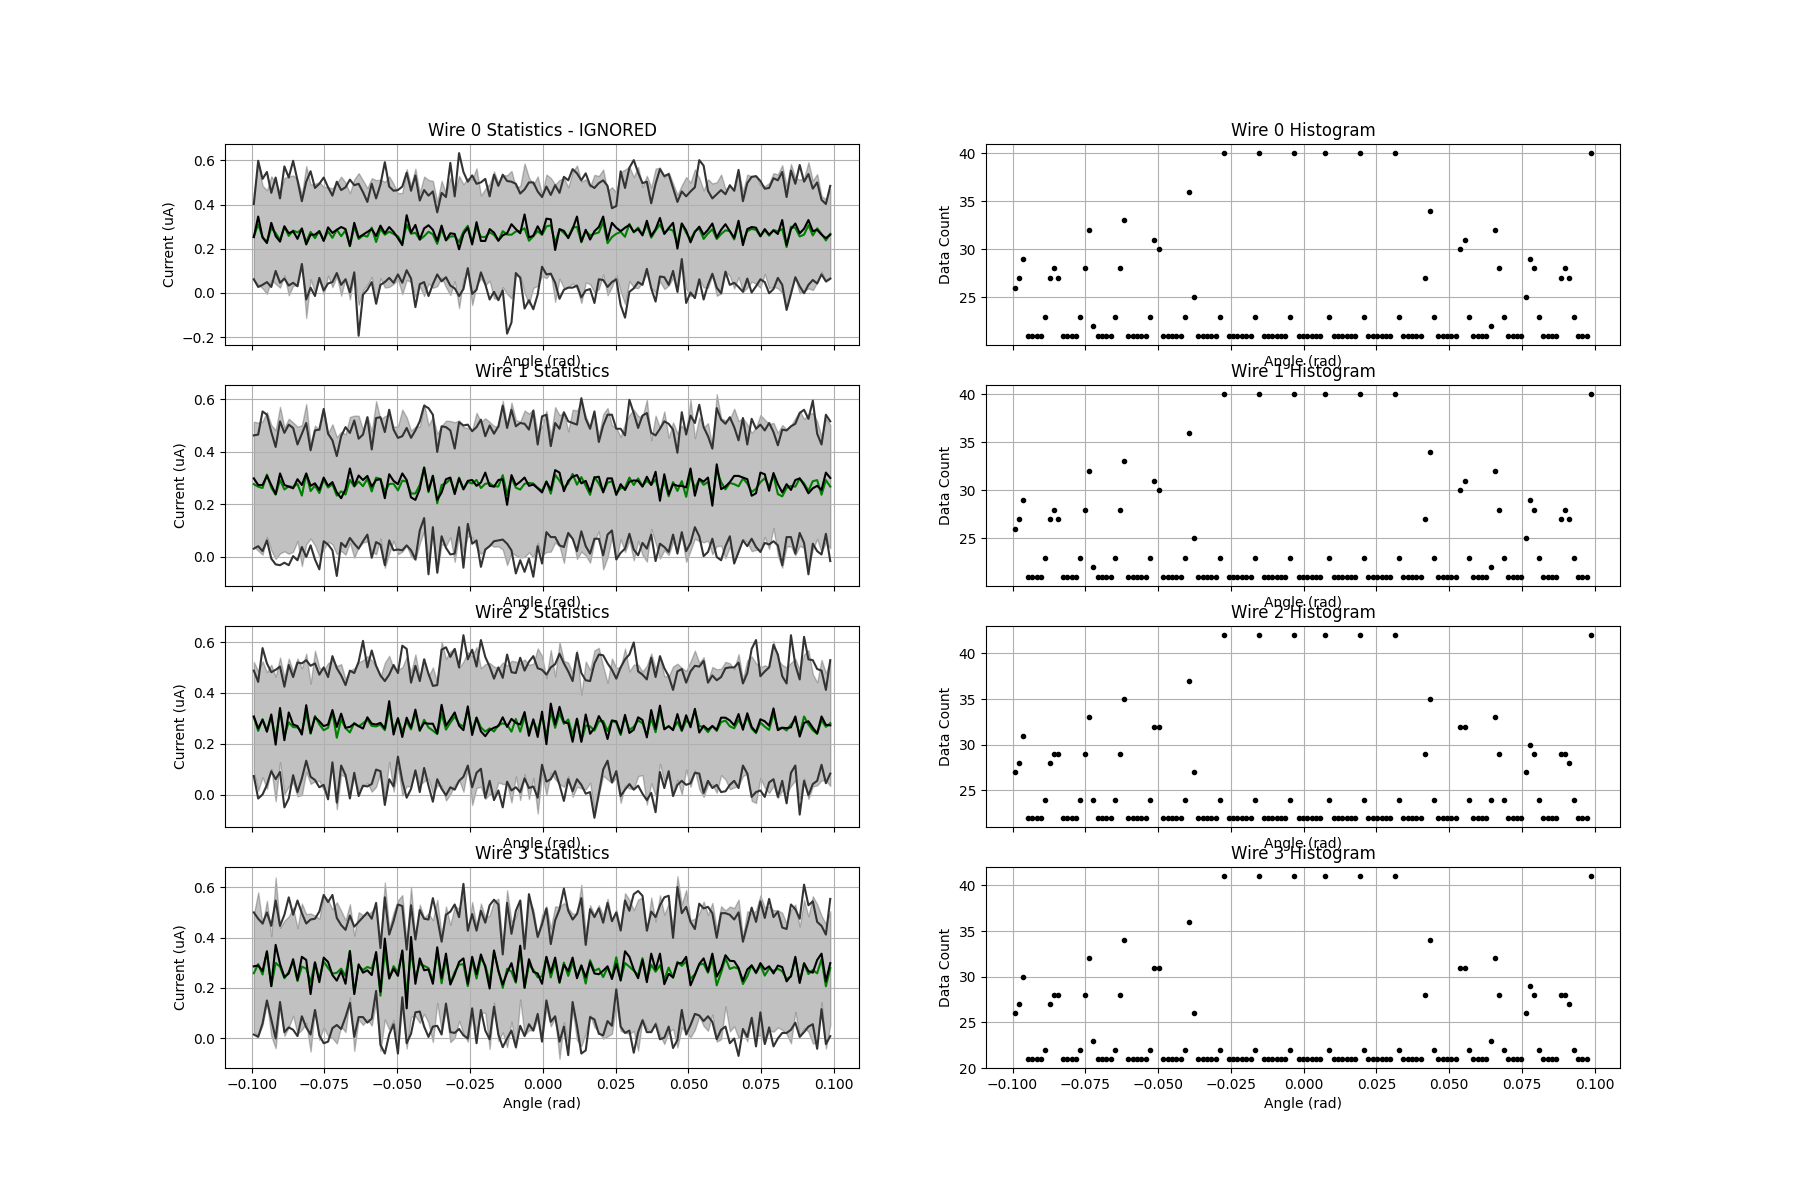 Wire 0 Statistics - IGNORED
Current (uA)
0.6
0.4
0.2
0.0
−0.2
Angle (rad)
Wire 0 Histogram
Data Count
40
35
30
25
Angle (rad)
Wire 1 Statistics
Current (uA)
0.6
0.4
0.2
0.0
Angle (rad)
Wire 1 Histogram
Data Count
40
35
30
25
Angle (rad)
Wire 2 Statistics
Current (uA)
0.6
0.4
0.2
0.0
Angle (rad)
Wire 2 Histogram
Data Count
40
35
30
25
Angle (rad)
Wire 3 Statistics
Current (uA)
0.6
0.4
0.2
0.0
−0.100 −0.075 −0.050 −0.025 0.000 0.025 0.050 0.075 0.100
Angle (rad)
Wire 3 Histogram
Data Count
40
35
30
25
20
−0.100 −0.075 −0.050 −0.025 0.000 0.025 0.050 0.075 0.100
Angle (rad)